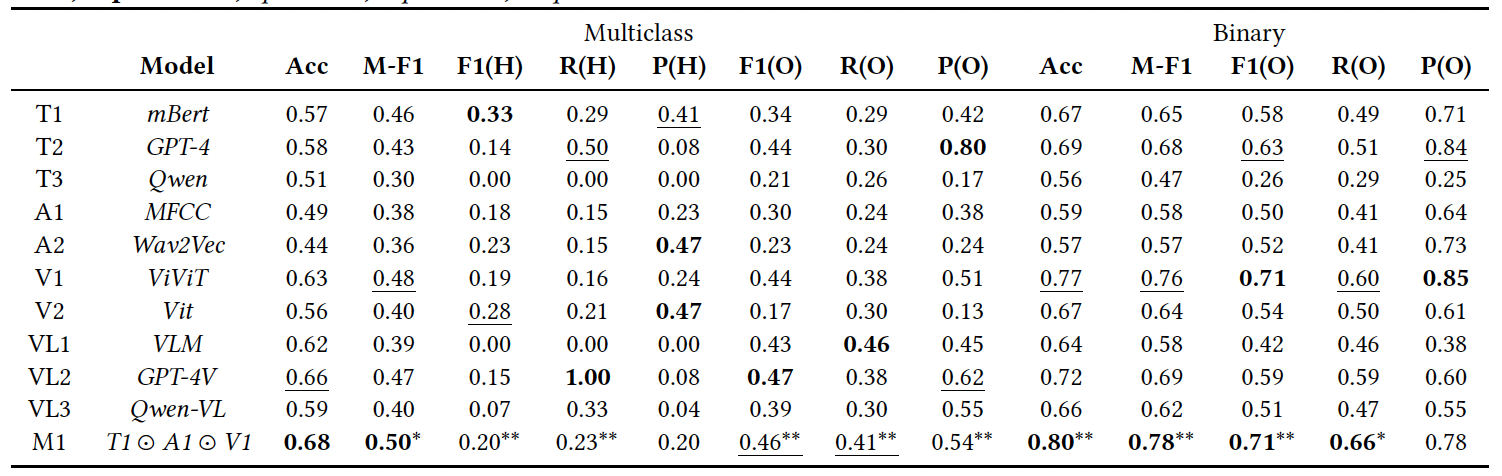 Multiclass Binary
Model Acc M-F1 F1(H) R(H) P(H) F1(O) R(O) P(O) Acc M-F1 F1(O) R(O) P(O)
T1 mBert 0.57 0.46 0.33 0.29 0.41 0.34 0.29 0.42 0.67 0.65 0.58 0.49 0.71
T2 GPT-4 0.58 0.43 0.14 0.50 0.08 0.44 0.30 0.80 0.69 0.68 0.63 0.51 0.84
T3 Qwen 0.51 0.30 0.00 0.00 0.00 0.21 0.26 0.17 0.56 0.47 0.26 0.29 0.25
A1 MFCC 0.49 0.38 0.18 0.15 0.23 0.30 0.24 0.38 0.59 0.58 0.50 0.41 0.64
A2 Wav2Vec 0.44 0.36 0.23 0.15 0.47 0.23 0.24 0.24 0.57 0.57 0.52 0.41 0.73
V1 ViViT 0.63 0.48 0.19 0.16 0.24 0.44 0.38 0.51 0.77 0.76 0.71 0.60 0.85
V2 Vit 0.56 0.40 0.28 0.21 0.47 0.17 0.30 0.13 0.67 0.64 0.54 0.50 0.61
VL1 VLM 0.62 0.39 0.00 0.00 0.00 0.43 0.46 0.45 0.64 0.58 0.42 0.46 0.38
VL2 GPT-4V 0.66 0.47 0.15 1.00 0.08 0.47 0.38 0.62 0.72 0.69 0.59 0.59 0.60
VL3 Qwen-VL 0.59 0.40 0.07 0.33 0.04 0.39 0.30 0.55 0.66 0.62 0.51 0.47 0.55
M1 T1 ⊙ A1 ⊙ V1 0.68 0.50* 0.20** 0.23** 0.20 0.46** 0.41** 0.54** 0.80** 0.78** 0.71** 0.66* 0.78